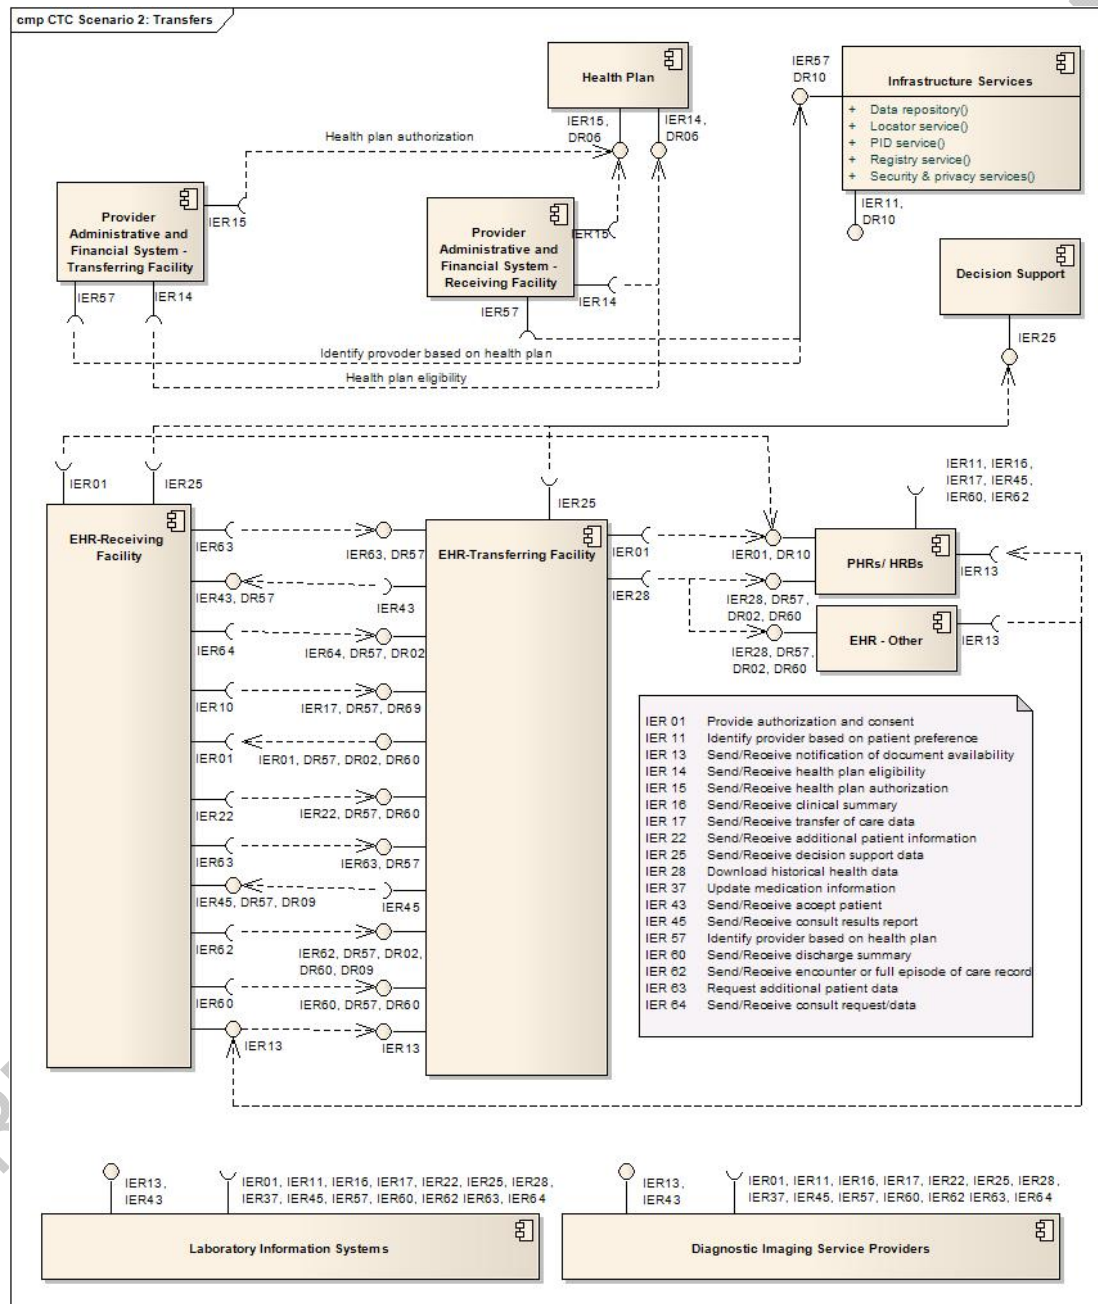 cmp CTC Scenario 2: Transfers
Health Plan
IER15,
DR06
IER14,
DR06
IER57
DR10
Infrastructure Services
+ Data repository()
+ Locator service()
+ PID service()
+ Registry service()
+ Security & privacy services()
IER11,
DR10
Health plan authorization
Provider
Administrative and
Financial System -
Transferring Facility
IER15
IER57
IER14
Provider
Administrative and
Financial System -
Receiving Facility
IER15
IER14
IER57
Decision Support
IER25
Identify provoder based on health plan
Health plan eligibility
IER01
IER25
IER25
IER11, IER16,
IER17, IER45,
IER60, IER62
EHR-Receiving
Facility
EHR-Transferring Facility
IER63
IER63, DR57
IER43, DR57
IER43
IER64
IER64, DR57, DR02
IER10
IER17, DR57, DR69
IER01
IER01, DR57, DR02, DR60
IER22
IER22, DR57, DR60
IER63
IER63, DR57
IER45, DR57, DR09
IER45
IER62
IER62, DR57, DR02,
DR60, DR09
IER60
IER60, DR57, DR60
IER13
IER13
IER01
IER01, DR10
PHRs/ HRBs
IER13
IER28
IER28, DR57,
DR02, DR60
EHR - Other
IER13
IER28, DR57,
DR02, DR60
IER 01 Provide authorization and consent
IER 11 Identify provider based on patient preference
IER 13 Send/Receive notification of document availability
IER 14 Send/Receive health plan eligibility
IER 15 Send/Receive health plan authorization
IER 16 Send/Receive clinical summary
IER 17 Send/Receive transfer of care data
IER 22 Send/Receive additional patient information
IER 25 Send/Receive decision support data
IER 28 Download historical health data
IER 37 Update medication information
IER 43 Send/Receive accept patient
IER 45 Send/Receive consult results report
IER 57 Identify provider based on health plan
IER 60 Send/Receive discharge summary
IER 62 Send/Receive encounter or full episode of care record
IER 63 Request additional patient data
IER 64 Send/Receive consult request/data
IER13,
IER43
IER01, IER11, IER16, IER17, IER22, IER25, IER28,
IER37, IER45, IER57, IER60, IER62 IER63, IER64
Laboratory Information Systems
IER13,
IER43
IER01, IER11, IER16, IER17, IER22, IER25, IER28,
IER37, IER45, IER57, IER60, IER62 IER63, IER64
Diagnostic Imaging Service Providers